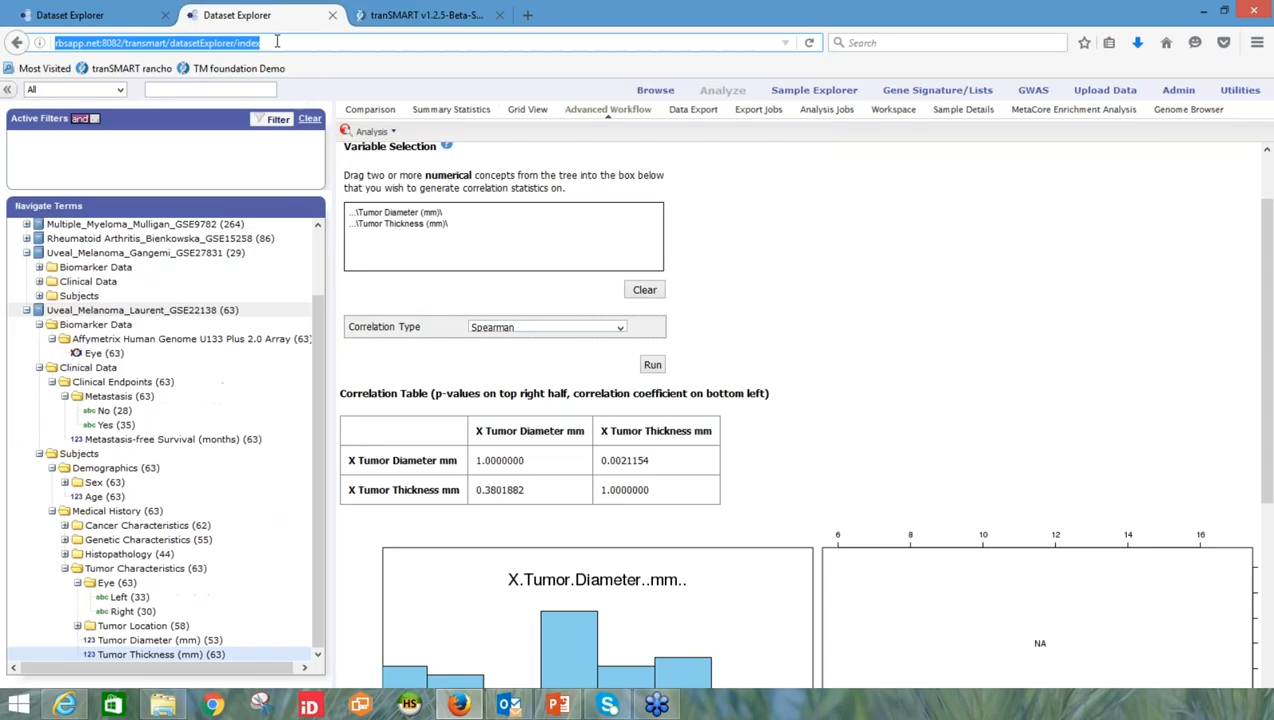 Dataset Explorer
Dataset Explorer
tranSMART v1.2.5-Beta-S...
rbsapp.net:8082/transmart/datasetExplorer/index
Search
Most Visited
tranSMART rancho
TM foundation Demo
All
Browse
Analyze
Sample Explorer
Gene Signature/Lists
GWAS
Upload Data
Admin
Utilities
Active Filters
and
Filter
Clear
Comparison
Summary Statistics
Grid View
Advanced Workflow
Data Export
Export Jobs
Analysis Jobs
Workspace
Sample Details
MetaCore Enrichment Analysis
Genome Browser
Analysis
Navigate Terms
Multiple_Myeloma_Mulligan_GSE9782 (264)
Rheumatoid Arthritis_Bienkowska_GSE15258 (86)
Uveal_Melanoma_Gangemi_GSE27831 (29)
Biomarker Data
Clinical Data
Subjects
Uveal_Melanoma_Laurent_GSE22138 (63)
Biomarker Data
Affymetrix Human Genome U133 Plus 2.0 Array (63)
Eye (63)
Clinical Data
Clinical Endpoints (63)
Metastasis (63)
abc No (28)
abc Yes (35)
123 Metastasis-free Survival (months) (63)
Subjects
Demographics (63)
Sex (63)
123 Age (63)
Medical History (63)
Cancer Characteristics (62)
Genetic Characteristics (55)
Histopathology (44)
Tumor Characteristics (63)
Eye (63)
abc Left (33)
abc Right (30)
Tumor Location (58)
123 Tumor Diameter (mm) (53)
123 Tumor Thickness (mm) (63)
Variable Selection
Drag two or more numerical concepts from the tree into the box below
that you wish to generate correlation statistics on.
...\Tumor Diameter (mm)\
...\Tumor Thickness (mm)\
Clear
Correlation Type
Spearman
Run
Correlation Table (p-values on top right half, correlation coefficient on bottom left)
X Tumor Diameter mm
X Tumor Thickness mm
X Tumor Diameter mm
1.0000000
0.0021154
X Tumor Thickness mm
0.3801882
1.0000000
6
8
10
12
14
16
X.Tumor.Diameter..mm..
NA
iD
HS